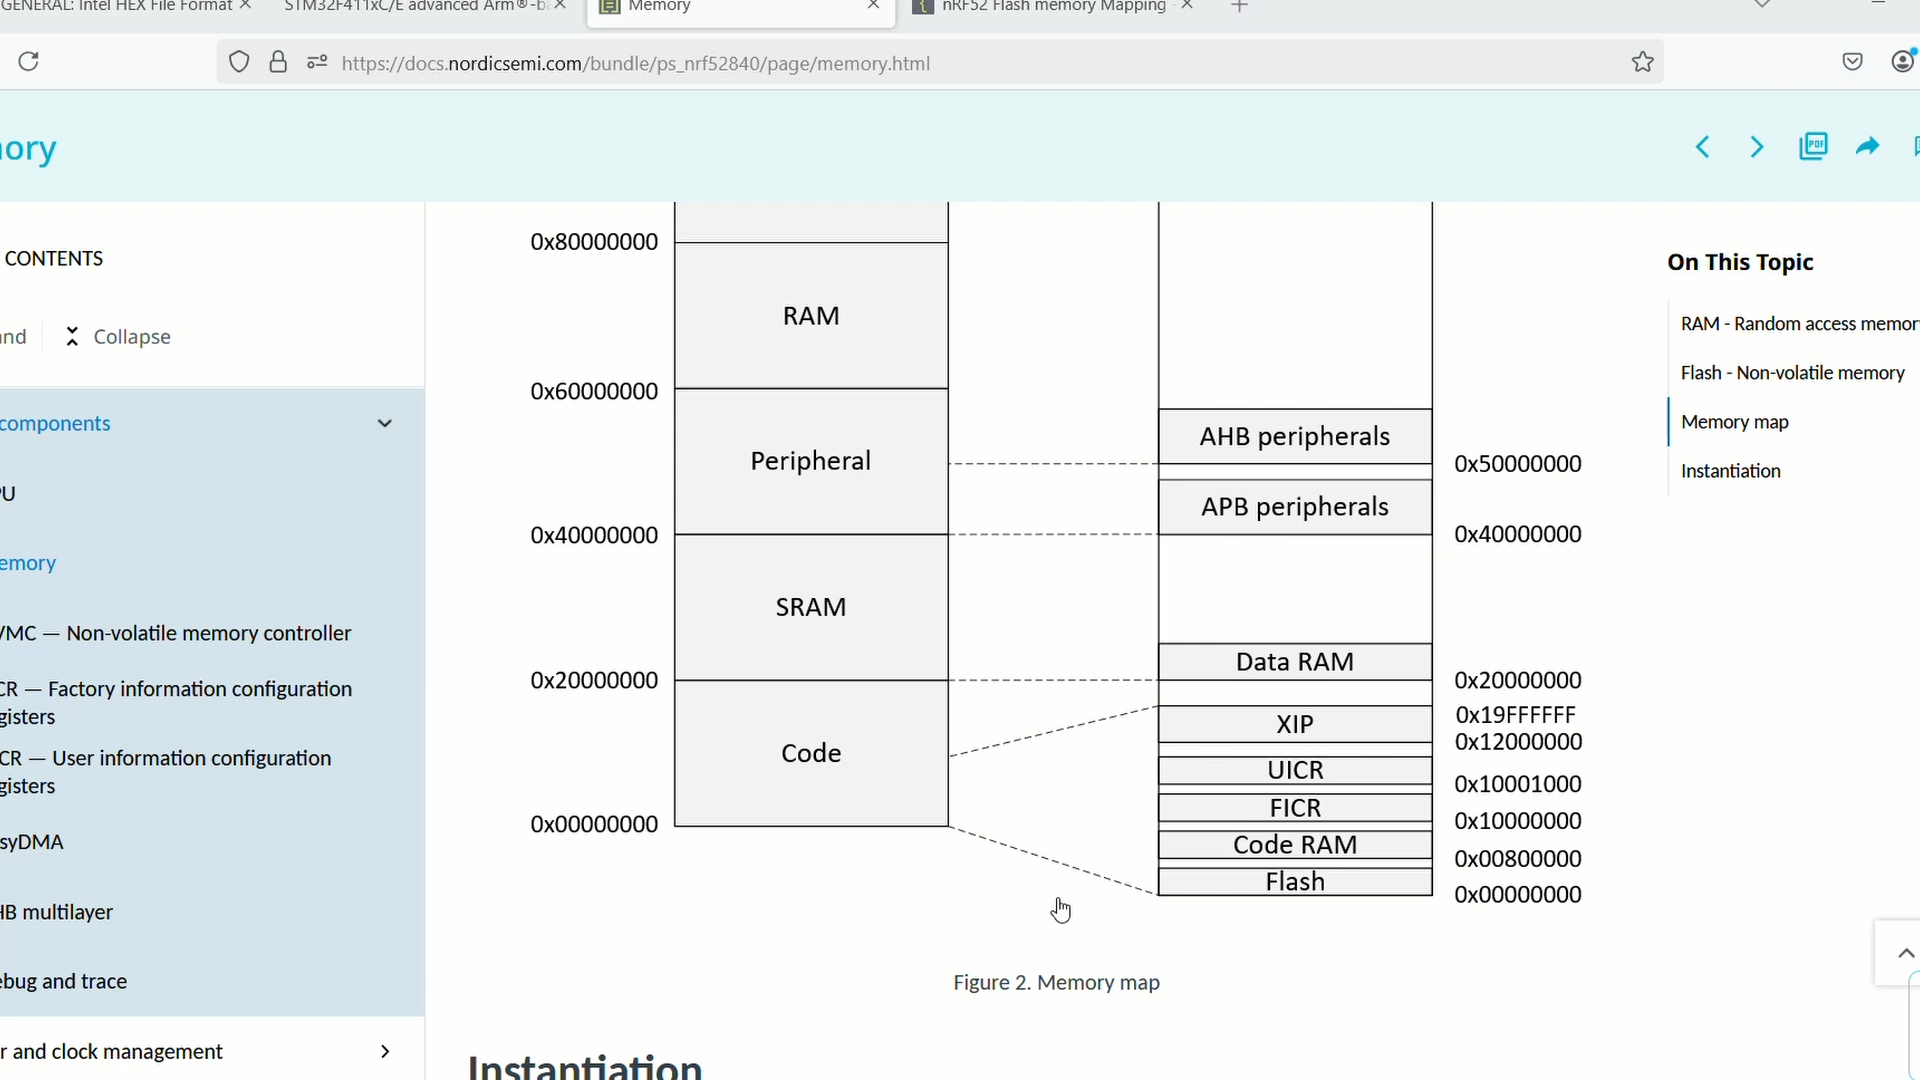 GENERAL: Intel HEX File Format
STM32F411xC/E advanced Arm®-b
Memory
nRF52 Flash memory Mapping
https://docs.nordicsemi.com/bundle/ps_nrf52840/page/memory.html
ory
PDF
CONTENTS
nd
Collapse
components
PU
emory
VMC — Non-volatile memory controller
CR — Factory information configuration
gisters
CR — User information configuration
gisters
syDMA
HB multilayer
ebug and trace
r and clock management
0x80000000
RAM
0x60000000
Peripheral
0x40000000
SRAM
0x20000000
Code
0x00000000
AHB peripherals
0x50000000
APB peripherals
0x40000000
Data RAM
0x20000000
0x19FFFFFF
XIP
0x12000000
UICR
0x10001000
FICR
0x10000000
Code RAM
0x00800000
Flash
0x00000000
Figure 2. Memory map
Instantiation
On This Topic
RAM - Random access memor
Flash - Non-volatile memory
Memory map
Instantiation